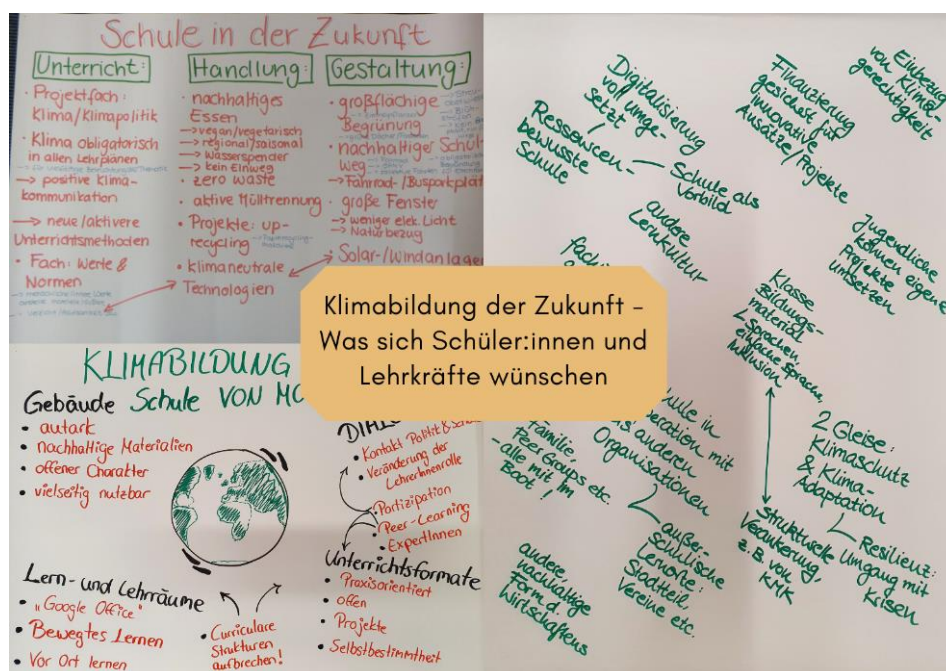 Schule in der Zukunft
Unterricht:
• Projektfach:
Klima/Klimapolitik
• Klima obligatorisch
in allen Lehrplänen
→ positive Klima-
kommunikation
→ neue/aktivere
Unterrichtsmethoden
• Fach: Werte &
Normen
Handlung:
• nachhaltiges
Essen
→ vegan/vegetarisch
→ regional/saisonal
→ Wasserspender
→ kein Einweg
• zero waste
• aktive Mülltrennung
• Projekte: up-
recycling
• klimaneutrale
Technologien
Gestaltung:
• großflächige
Begrünung
• nachhaltiger Schul-
weg
→ Fahrrad-/Busparkplat
• große Fenster
→ weniger elek. Licht
→ Naturbezug
Solar-/Windanlagen
Klimabildung der Zukunft –
Was sich Schüler:innen und
Lehrkräfte wünschen
KLIMABILDUNG
Schule VON MO
Gebäude
• autark
• nachhaltige Materialien
• offener Charakter
• vielseitig nutzbar
Lern- und Lehrräume
• "Google Office"
• Bewegtes Lernen
• Vor Ort lernen
• Curriculare
Strukturen
aufbrechen!
• Kontakt Politik &
• Veränderung der
LehrerInnenrolle
• Partizipation
• Peer-Learning
• ExpertInnen
Unterrichtsformate
• Praxisorientiert
• offen
• Projekte
• Selbstbestimmtheit
Digitalisierung
voll umge-
setzt
Ressourcen-
bewusste
Schule
— Schule als
Vorbild
andere
Lernkultur
Finanzierung
gesichert für
innovative
Ansätze/Projekte
Einbezug
von Klima-
gerechtigkeit
Jugendliche
können eigene
Projekte
umsetzen
Klasse
Bildungs-
material
Sprachen,
einfache Sprache,
Inklusion
2 Gleise:
Klimaschutz
& Klima-
Adaptation
Resilienz:
Umgang mit
Krisen
Strukturelle
Verankerung,
z.B. von
KMK
anderen
Organisationen
außer-
schulische
Lernorte:
Stadtteil,
Vereine etc.
Familie,
Peer Groups etc.
- alle mit im
Boot!
andere,
nachhaltige
Form d.
Wirtschaftens